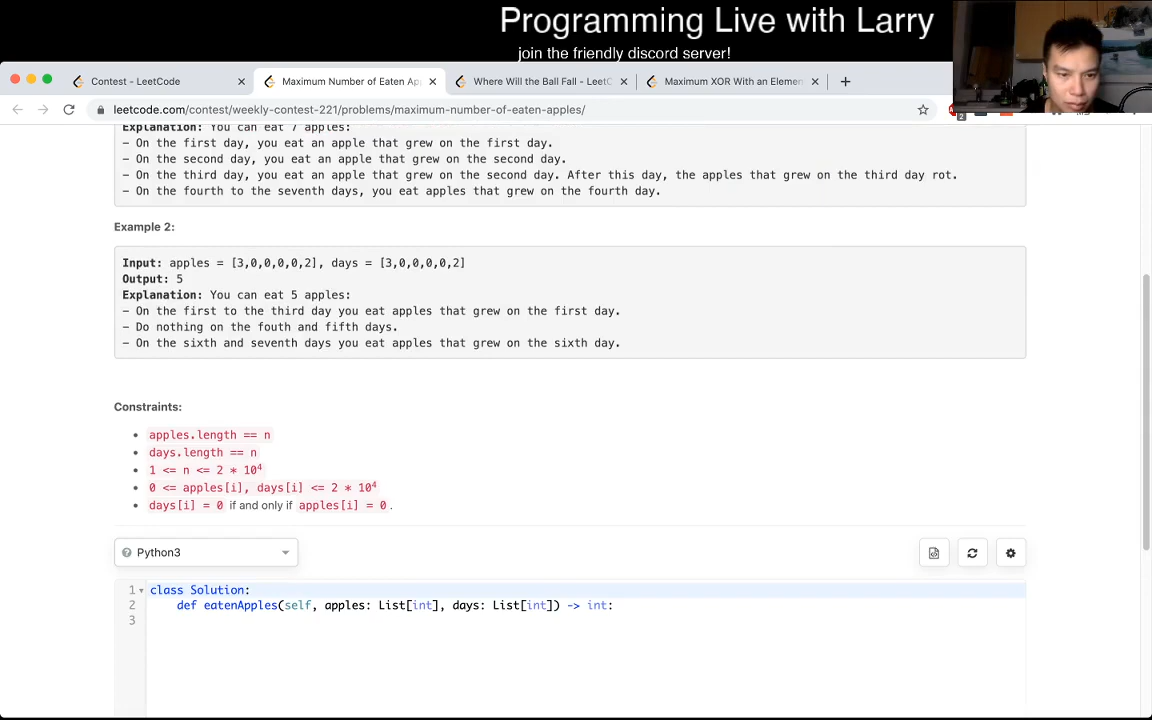 Programming Live with Larry
join the friendly discord server!
Contest - LeetCode
Maximum Number of Eaten Ap
Where Will the Ball Fall - LeetC
Maximum XOR With an Elemen
leetcode.com/contest/weekly-contest-221/problems/maximum-number-of-eaten-apples/
2
Explanation: You can eat 7 apples:
- On the first day, you eat an apple that grew on the first day.
- On the second day, you eat an apple that grew on the second day.
- On the third day, you eat an apple that grew on the second day. After this day, the apples that grew on the third day rot.
- On the fourth to the seventh days, you eat apples that grew on the fourth day.
Example 2:
Input: apples = [3,0,0,0,0,2], days = [3,0,0,0,0,2]
Output: 5
Explanation: You can eat 5 apples:
- On the first to the third day you eat apples that grew on the first day.
- Do nothing on the fouth and fifth days.
- On the sixth and seventh days you eat apples that grew on the sixth day.
Constraints:
• apples.length == n
• days.length == n
• 1 <= n <= 2 * 10⁴
• 0 <= apples[i], days[i] <= 2 * 10⁴
• days[i] = 0 if and only if apples[i] = 0.
Python3
1 class Solution:
2 def eatenApples(self, apples: List[int], days: List[int]) -> int:
3